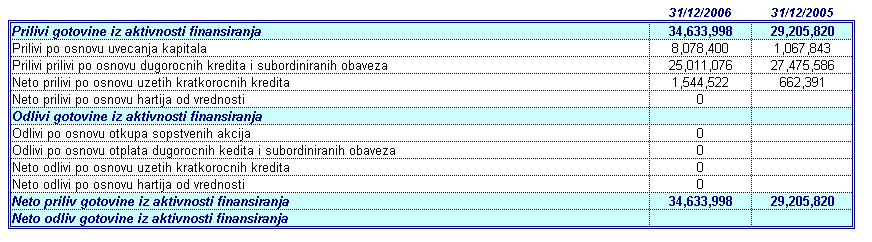 31/12/2006 31/12/2005
Prilivi gotovine iz aktivnosti finansiranja 34,633,998 29,205,820
Prilivi po osnovu uvecanja kapitala 8,078,400 1,067,843
Prilivi prilivi po osnovu dugorocnih kredita i subordiniranih obaveza 25,011,076 27,475,586
Neto prilivi po osnovu uzetih kratkorocnih kredita 1,544,522 662,391
Neto prilivi po osnovu hartija od vrednosti 0
Odlivi gotovine iz aktivnosti finansiranja
Odlivi po osnovu otkupa sopstvenih akcija 0
Odlivi po osnovu otplata dugorocnih kedita i subordiniranih obaveza 0
Neto odlivi po osnovu uzetih kratkorocnih kredita 0
Neto odlivi po osnovu hartija od vrednosti 0
Neto priliv gotovine iz aktivnosti finansiranja 34,633,998 29,205,820
Neto odliv gotovine iz aktivnosti finansiranja